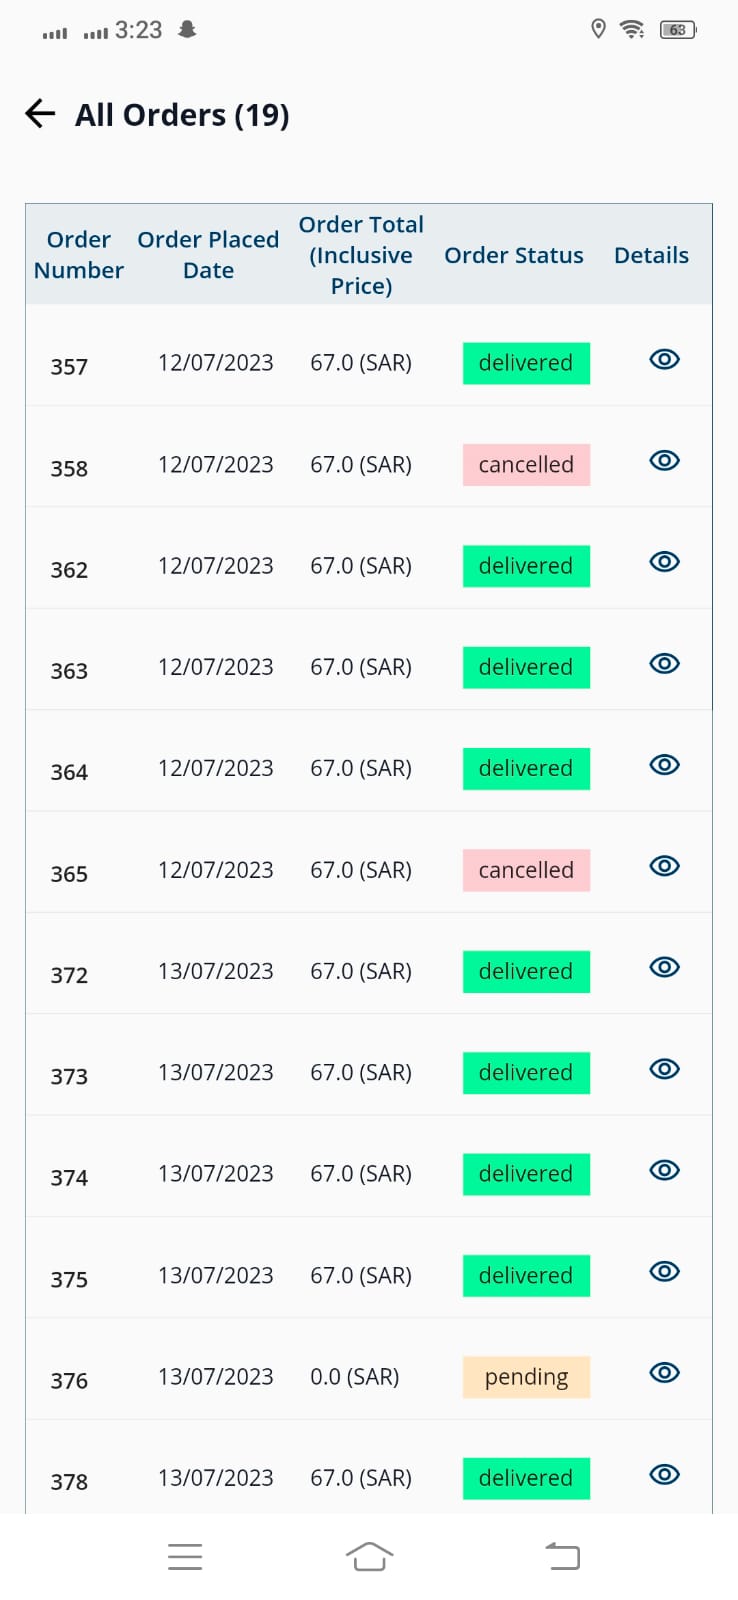 3:23
63
All Orders (19)
Order Number Order Placed Date Order Total (Inclusive Price) Order Status Details
357 12/07/2023 67.0 (SAR) delivered
358 12/07/2023 67.0 (SAR) cancelled
362 12/07/2023 67.0 (SAR) delivered
363 12/07/2023 67.0 (SAR) delivered
364 12/07/2023 67.0 (SAR) delivered
365 12/07/2023 67.0 (SAR) cancelled
372 13/07/2023 67.0 (SAR) delivered
373 13/07/2023 67.0 (SAR) delivered
374 13/07/2023 67.0 (SAR) delivered
375 13/07/2023 67.0 (SAR) delivered
376 13/07/2023 0.0 (SAR) pending
378 13/07/2023 67.0 (SAR) delivered